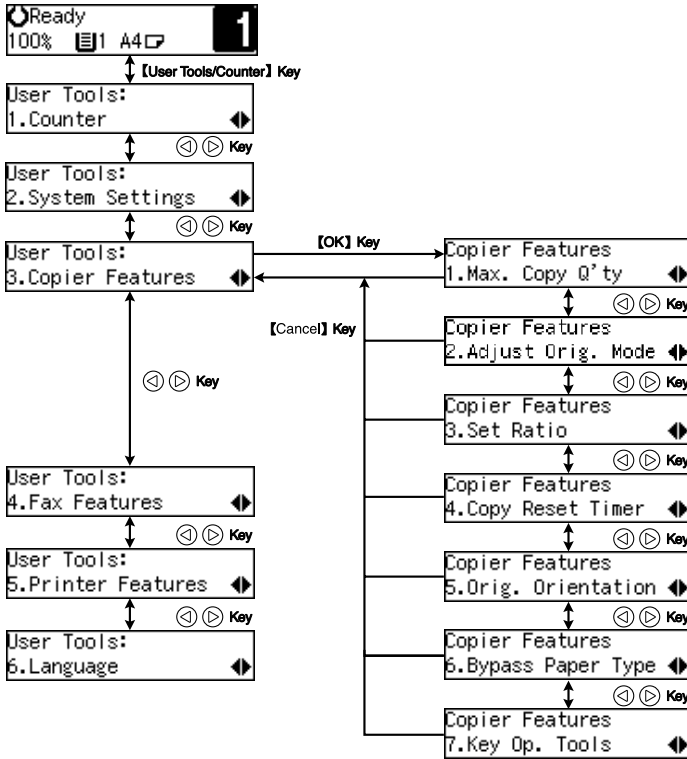 Ready
100% 1 A4 1
【User Tools/Counter】 Key
User Tools:
1.Counter
Key
User Tools:
2.System Settings
Key
User Tools:
3.Copier Features
【OK】 Key
【Cancel】 Key
Key
User Tools:
4.Fax Features
Key
User Tools:
5.Printer Features
Key
User Tools:
6.Language
Copier Features
1.Max. Copy Q'ty
Key
Copier Features
2.Adjust Orig. Mode
Key
Copier Features
3.Set Ratio
Key
Copier Features
4.Copy Reset Timer
Key
Copier Features
5.Orig. Orientation
Key
Copier Features
6.Bypass Paper Type
Key
Copier Features
7.Key Op. Tools